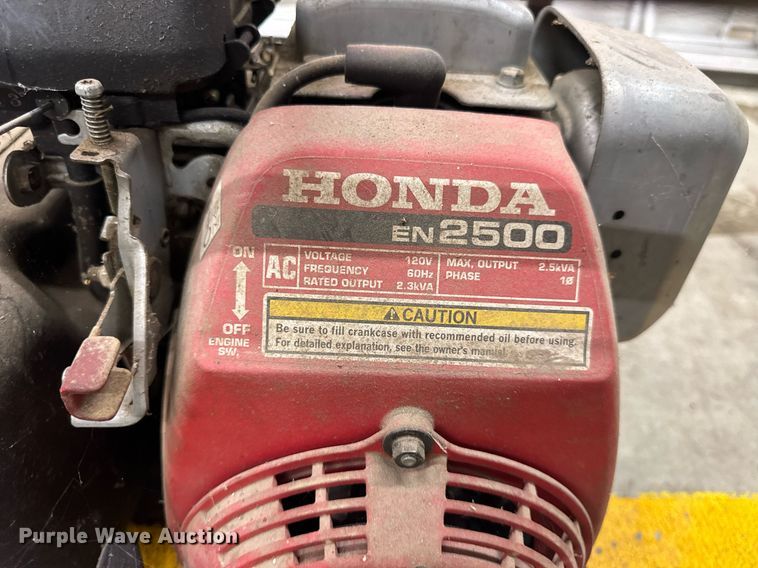 HONDA
EN2500
ON
OFF
ENGINE
SW.
AC
VOLTAGE 120V
FREQUENCY 60Hz
RATED OUTPUT 2.3kVA
MAX. OUTPUT 2.5kVA
PHASE 1Ø
CAUTION
Be sure to fill crankcase with recommended oil before using.
For detailed explanation, see the owner's manual.
Purple Wave Auction